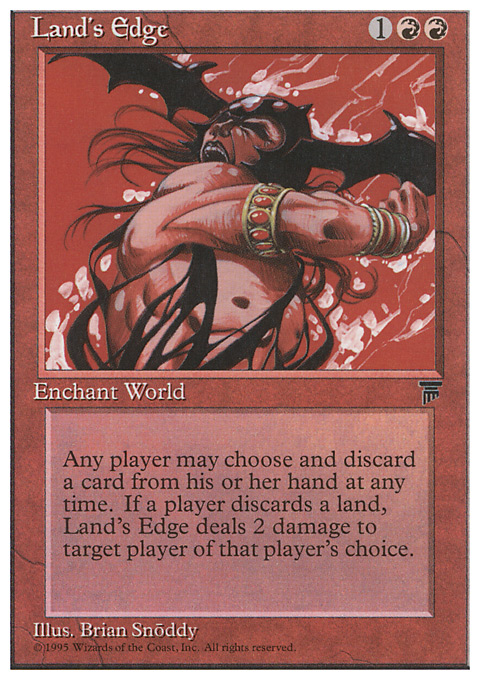 Land's Edge
1
Enchant World
Any player may choose and discard
a card from his or her hand at any
time. If a player discards a land,
Land's Edge deals 2 damage to
target player of that player's choice.
Illus. Brian Snōddy
©1995 Wizards of the Coast, Inc. All rights reserved.